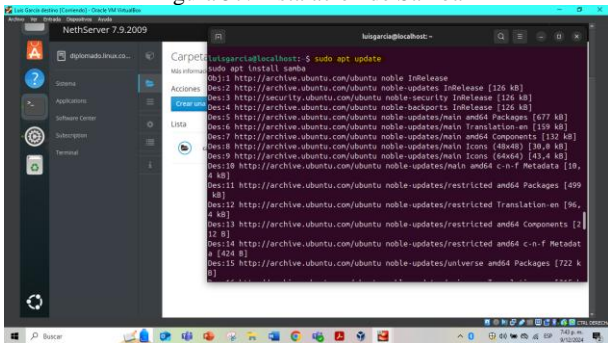 Luis Garcia destino [Corriendo] - Oracle VM VirtualBox
Archivo Ver Entrada Dispositivos Ayuda
NethServer 7.9.2009
diplomado.linux.co...
Sistema
Applications
Software Center
Subscription
Terminal
Carpeta
Más informaci
Acciones
Crear una
Lista
luisgarcia@localhost: ~
luisgarcia@localhost:~$ sudo apt update
sudo apt install samba
Obj:1 http://archive.ubuntu.com/ubuntu noble InRelease
Des:2 http://archive.ubuntu.com/ubuntu noble-updates InRelease [126 kB]
Des:3 http://security.ubuntu.com/ubuntu noble-security InRelease [126 kB]
Des:4 http://archive.ubuntu.com/ubuntu noble-backports InRelease [126 kB]
Des:5 http://archive.ubuntu.com/ubuntu noble-updates/main amd64 Packages [677 kB]
Des:6 http://archive.ubuntu.com/ubuntu noble-updates/main Translation-en [159 kB]
Des:7 http://archive.ubuntu.com/ubuntu noble-updates/main amd64 Components [132 kB]
Des:8 http://archive.ubuntu.com/ubuntu noble-updates/main Icons (48x48) [30,0 kB]
Des:9 http://archive.ubuntu.com/ubuntu noble-updates/main Icons (64x64) [43,4 kB]
Des:10 http://archive.ubuntu.com/ubuntu noble-updates/main amd64 c-n-f Metadata [10,
4 kB]
Des:11 http://archive.ubuntu.com/ubuntu noble-updates/restricted amd64 Packages [499
kB]
Des:12 http://archive.ubuntu.com/ubuntu noble-updates/restricted Translation-en [96,
4 kB]
Des:13 http://archive.ubuntu.com/ubuntu noble-updates/restricted amd64 Components [2
12 B]
Des:14 http://archive.ubuntu.com/ubuntu noble-updates/restricted amd64 c-n-f Metadat
a [424 B]
Des:15 http://archive.ubuntu.com/ubuntu noble-updates/universe amd64 Packages [722 k
B]
CTRL DERECHA
Buscar
ESP
7:43 p. m.
9/12/2024